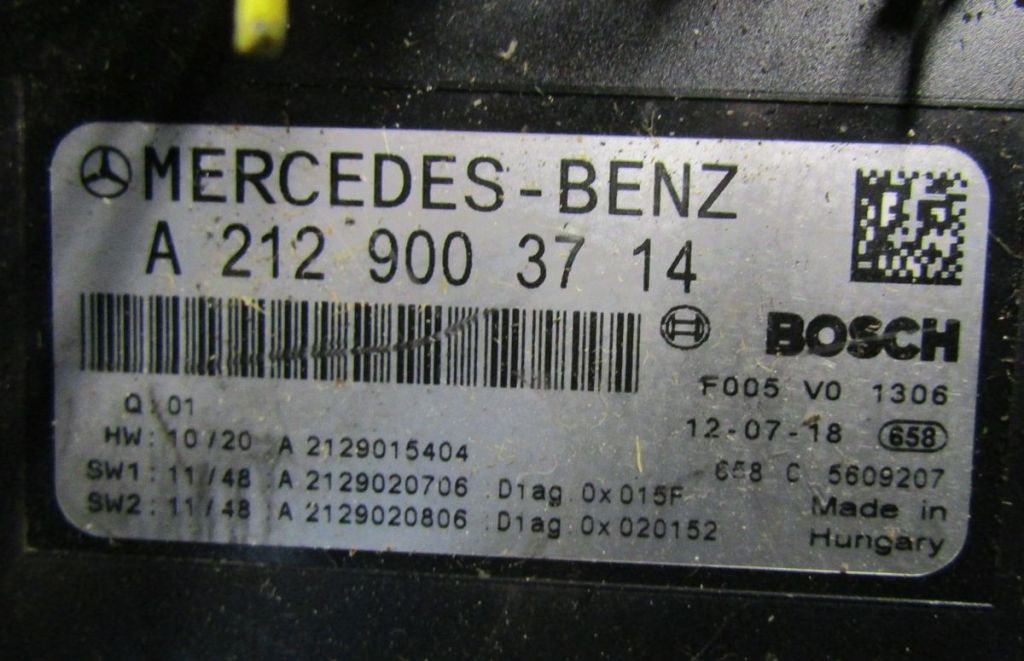 MERCEDES-BENZ
A 212 900 37 14
BOSCH
F005 V0 1306
Q: 01
12-07-18 658
HW: 10/20 A 2129015404
658 C 5609207
SW1: 11/48 :A 2129020706 :Diag 0x015F
Made in
SW2: 11/48 :A 2129020806 :Diag 0x020152
Hungary